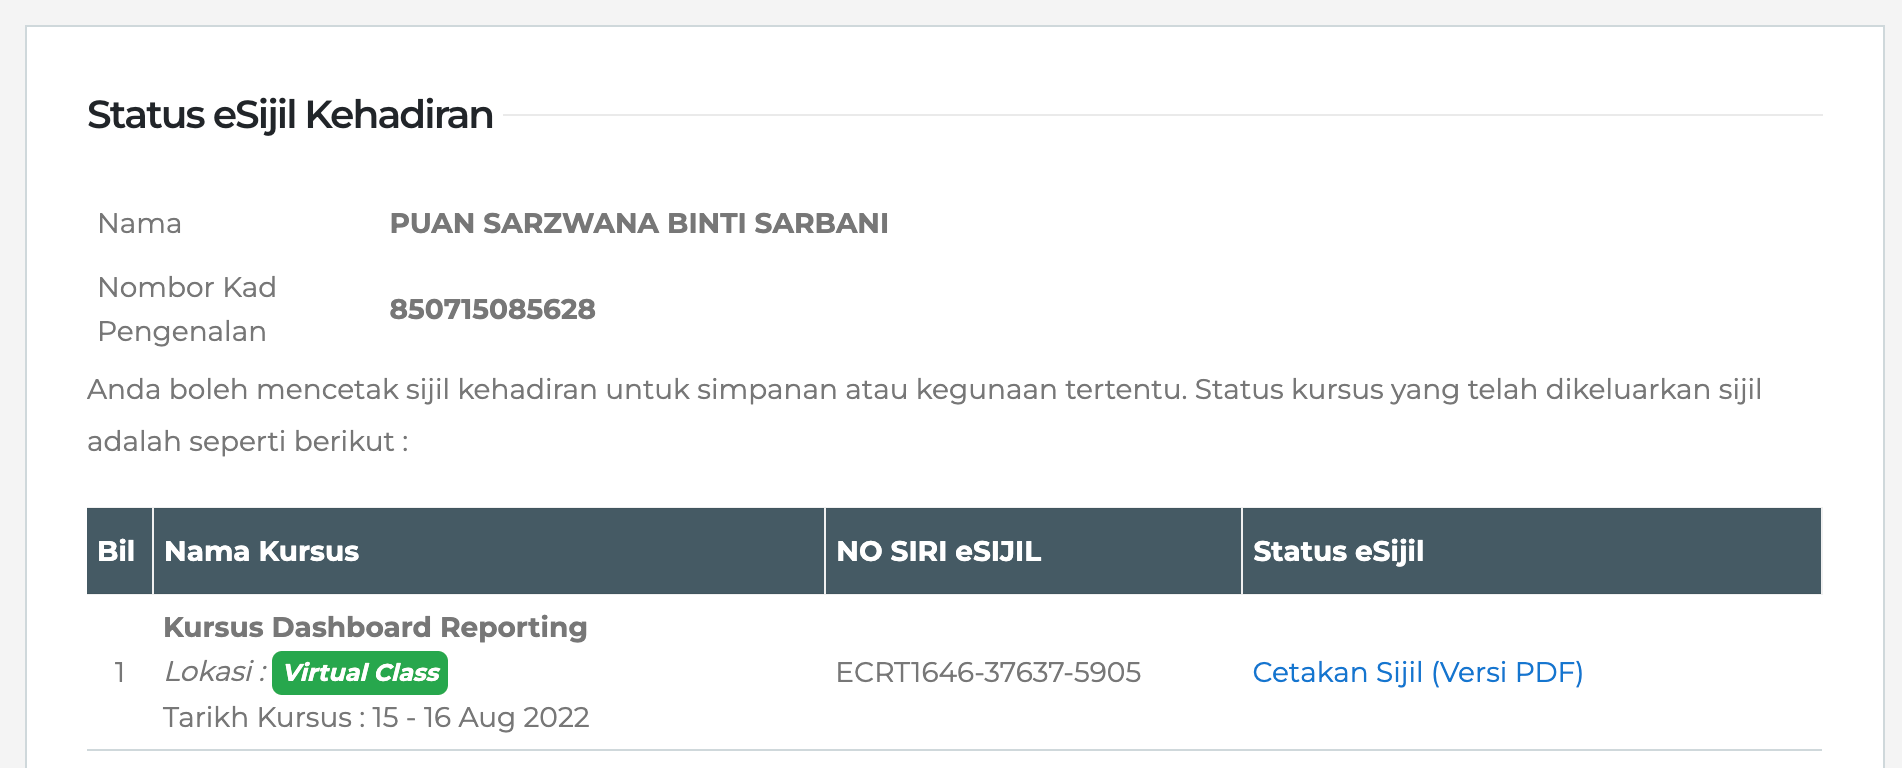 Status eSijil Kehadiran
Nama PUAN SARZWANA BINTI SARBANI
Nombor Kad
Pengenalan
850715085628
Anda boleh mencetak sijil kehadiran untuk simpanan atau kegunaan tertentu. Status kursus yang telah dikeluarkan sijil
adalah seperti berikut :
Bil Nama Kursus NO SIRI eSIJIL Status eSijil
1
Kursus Dashboard Reporting
Lokasi : Virtual Class
Tarikh Kursus : 15 - 16 Aug 2022
ECRT1646-37637-5905
Cetakan Sijil (Versi PDF)